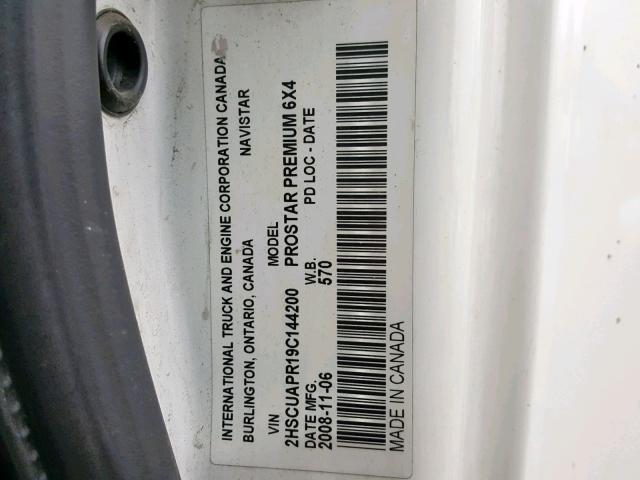 INTERNATIONAL TRUCK AND ENGINE CORPORATION CANADA
BURLINGTON, ONTARIO, CANADA NAVISTAR
VIN MODEL
2HSCUAPR19C144200 PROSTAR PREMIUM 6X4
DATE MFG. W.B. PD LOC - DATE
2008-11-06 570
MADE IN CANADA